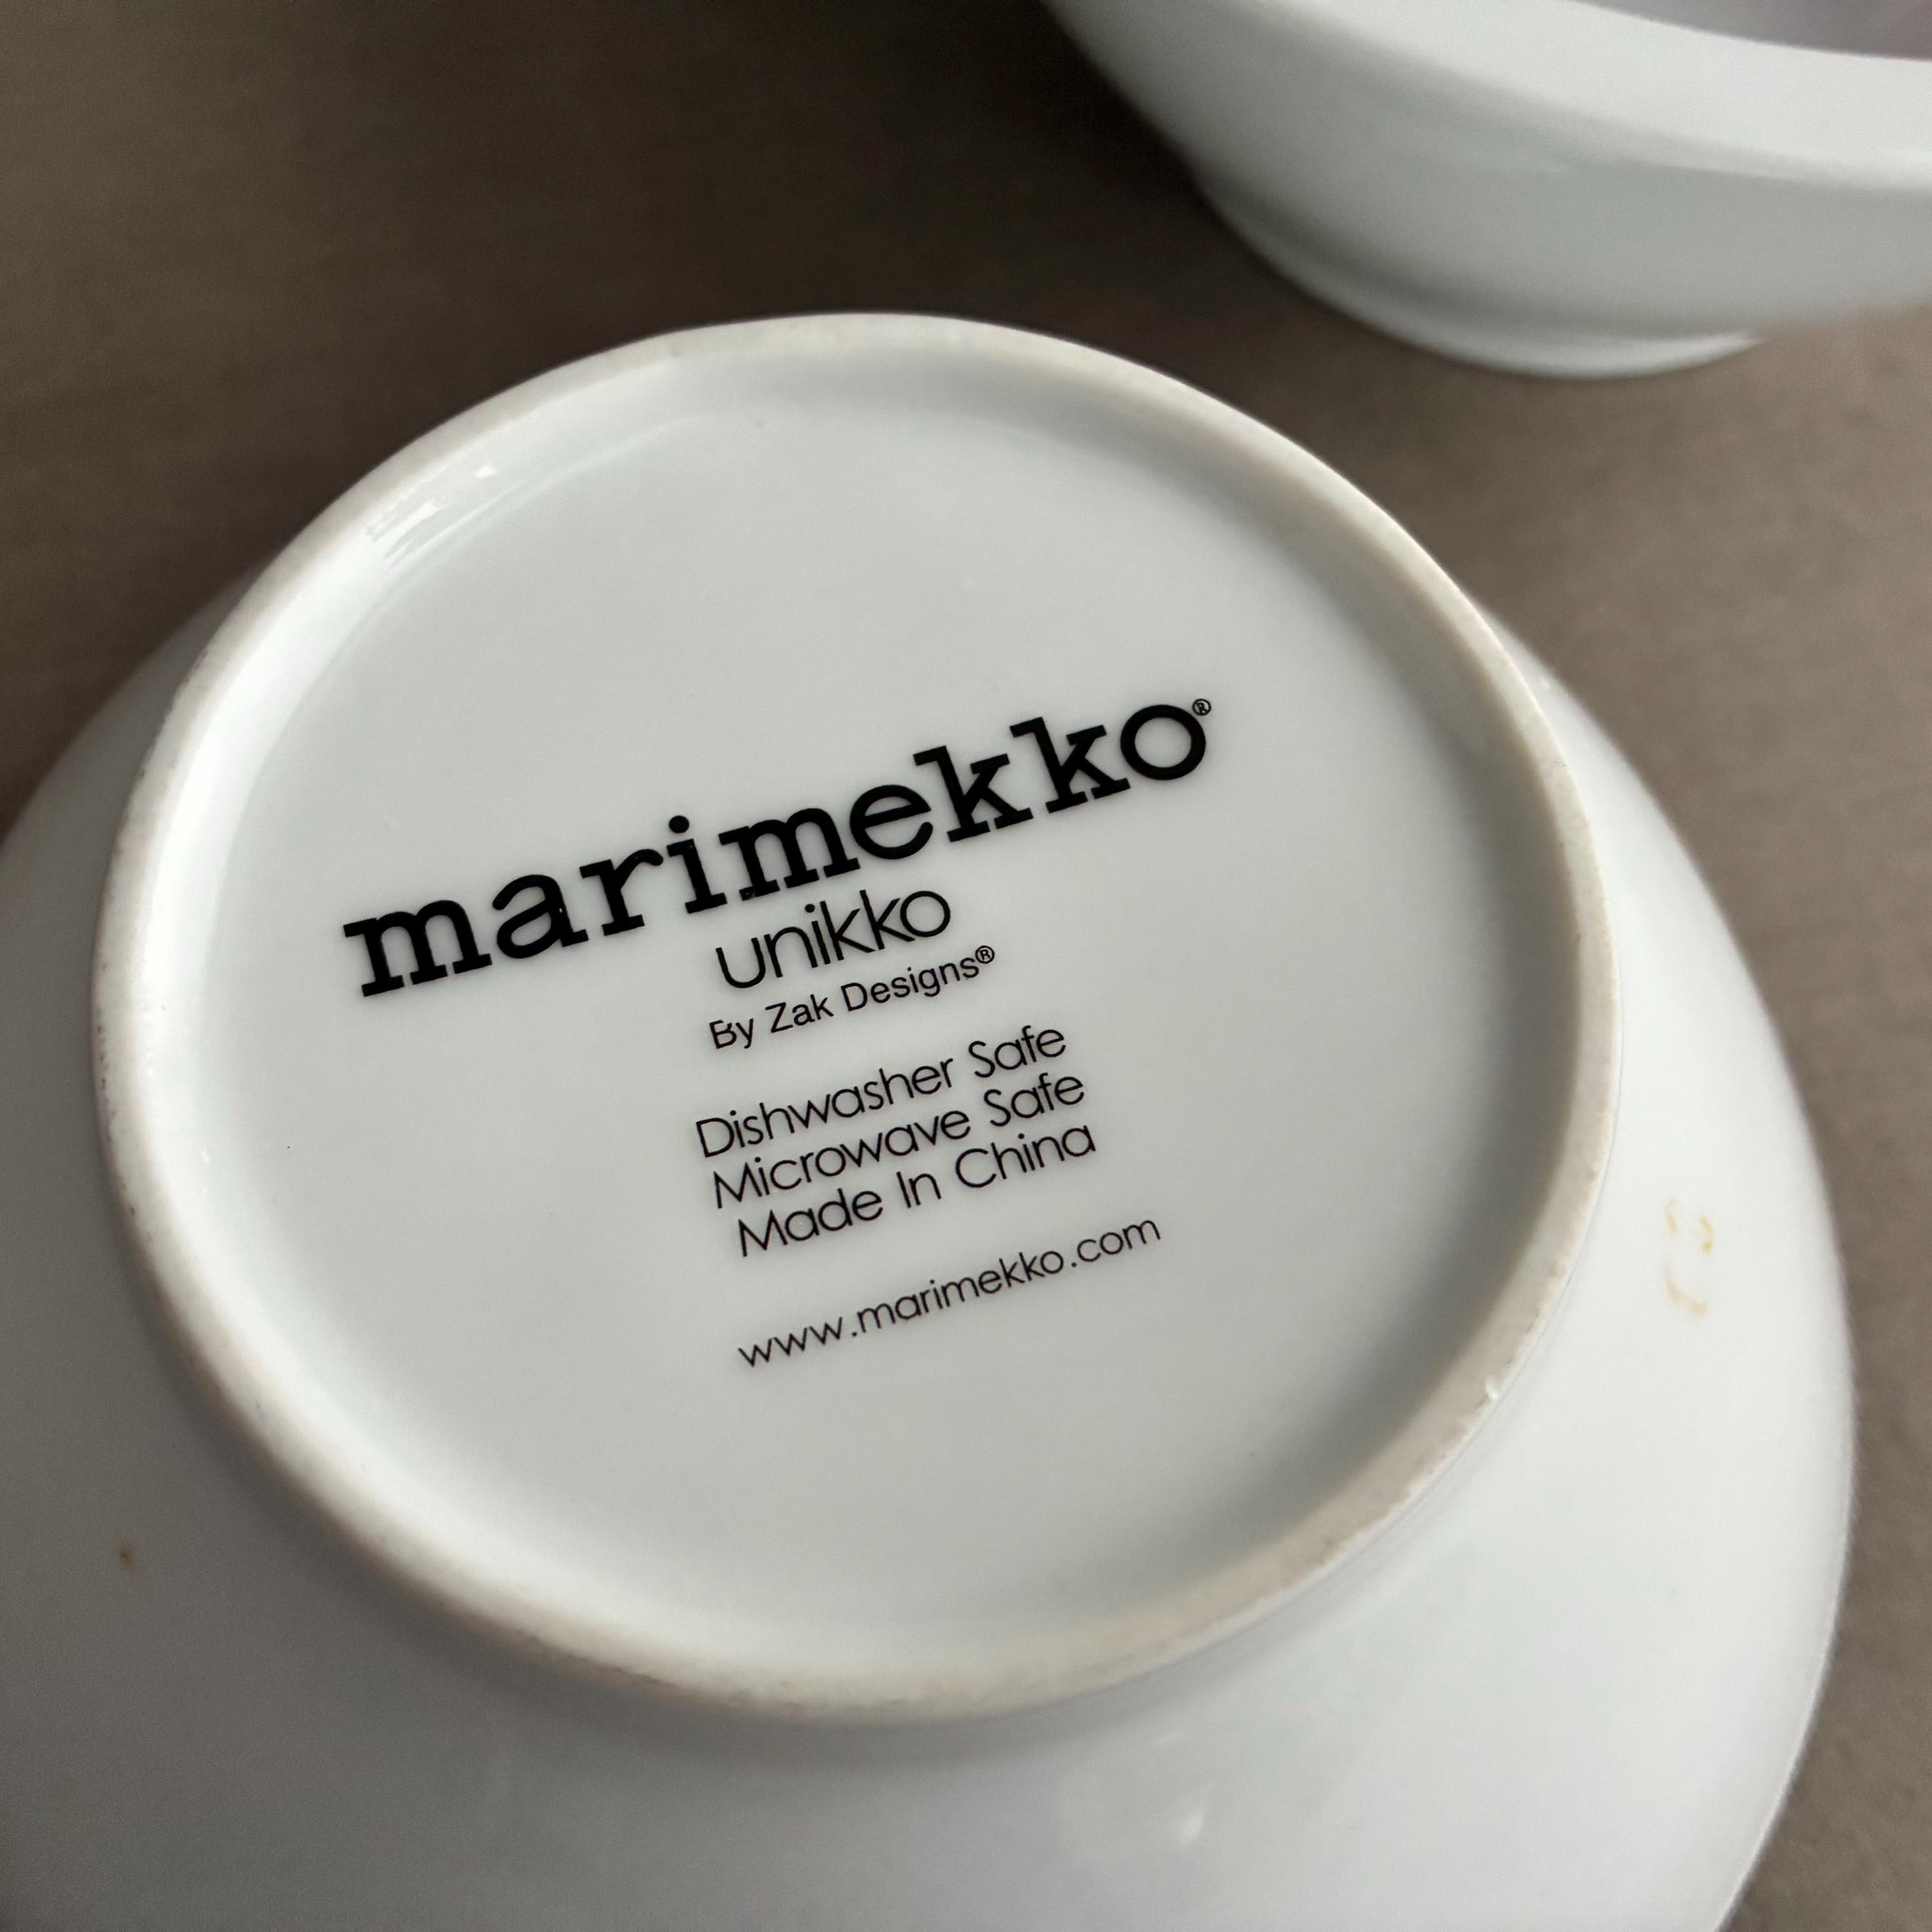 marimekko®
unikko
By Zak Designs®
Dishwasher Safe
Microwave Safe
Made In China
www.marimekko.com